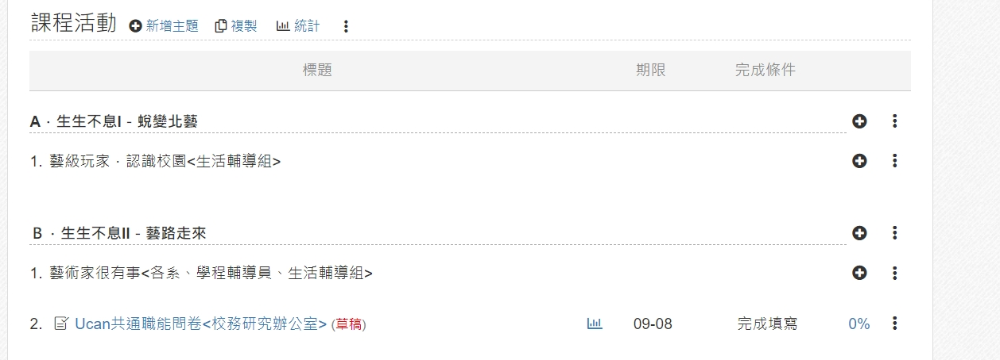 課程活動 新增主題 複製 統計
標題 期限 完成條件
A．生生不息I - 蛻變北藝
1. 藝級玩家．認識校園<生活輔導組>
B ．生生不息II - 藝路走來
1. 藝術家很有事<各系、學程輔導員、生活輔導組>
2. Ucan共通職能問卷<校務研究辦公室> (草稿) 09-08 完成填寫 0%